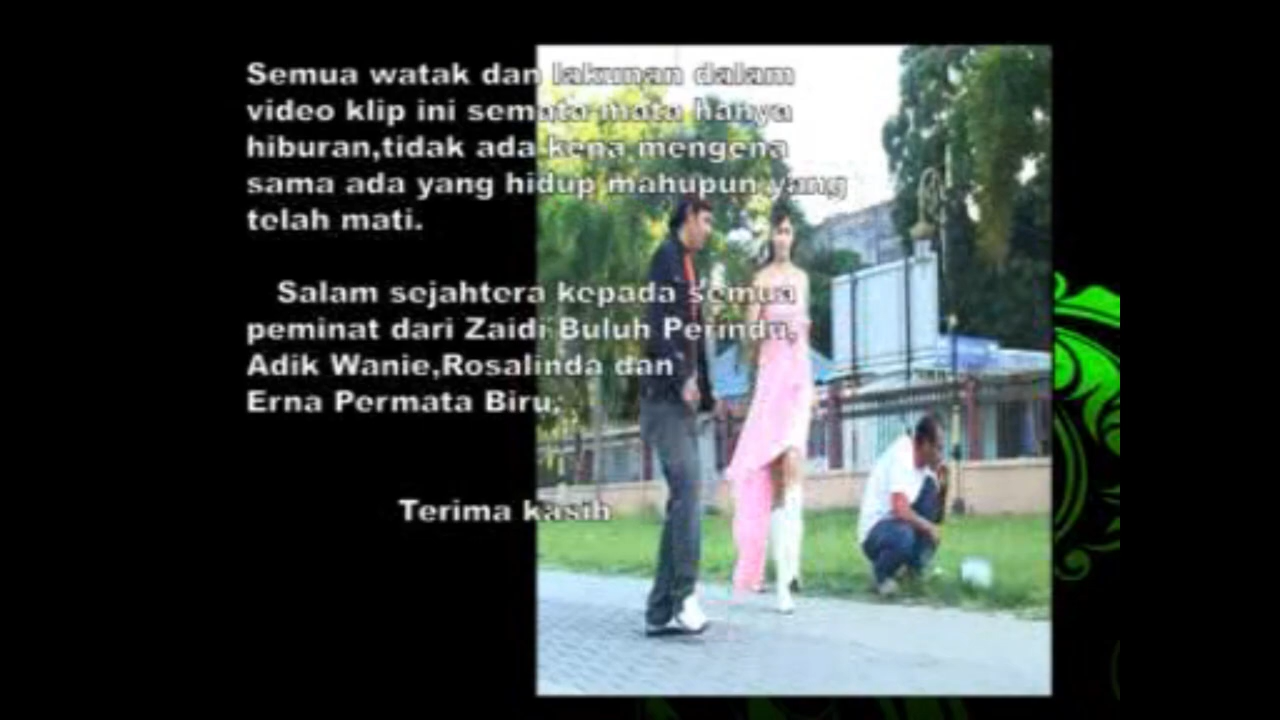 Semua watak dan lakunan dalam
video klip ini semata-mata hanya
hiburan,tidak ada kena mengena
sama ada yang hidup mahupun yang
telah mati.
Salam sejahtera kepada semua
peminat dari Zaidi Buluh Perindu,
Adik Wanie,Rosalinda dan
Erna Permata Biru.
Terima kasih